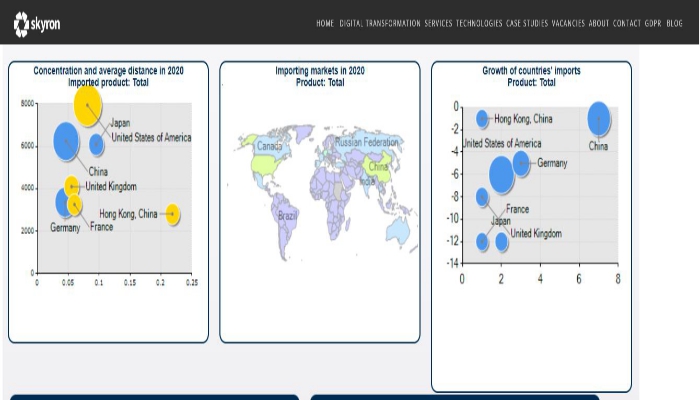 skyron
HOME DIGITAL TRANSFORMATION SERVICES TECHNOLOGIES CASE STUDIES VACANCIES ABOUT CONTACT GDPR BLOG
Concentration and average distance in 2020
Imported product: Total
8000
6000
4000
2000
0
0 0.05 0.1 0.15 0.2 0.25
Japan
United States of America
China
United Kingdom
Hong Kong, China
Germany
France
Importing markets in 2020
Product: Total
Canada
Russian Federation
China
India
Brazil
Growth of countries' imports
Product: Total
0
-2
-4
-6
-8
-10
-12
-14
0 2 4 6 8
Hong Kong, China
China
United States of America
Germany
France
Japan
United Kingdom